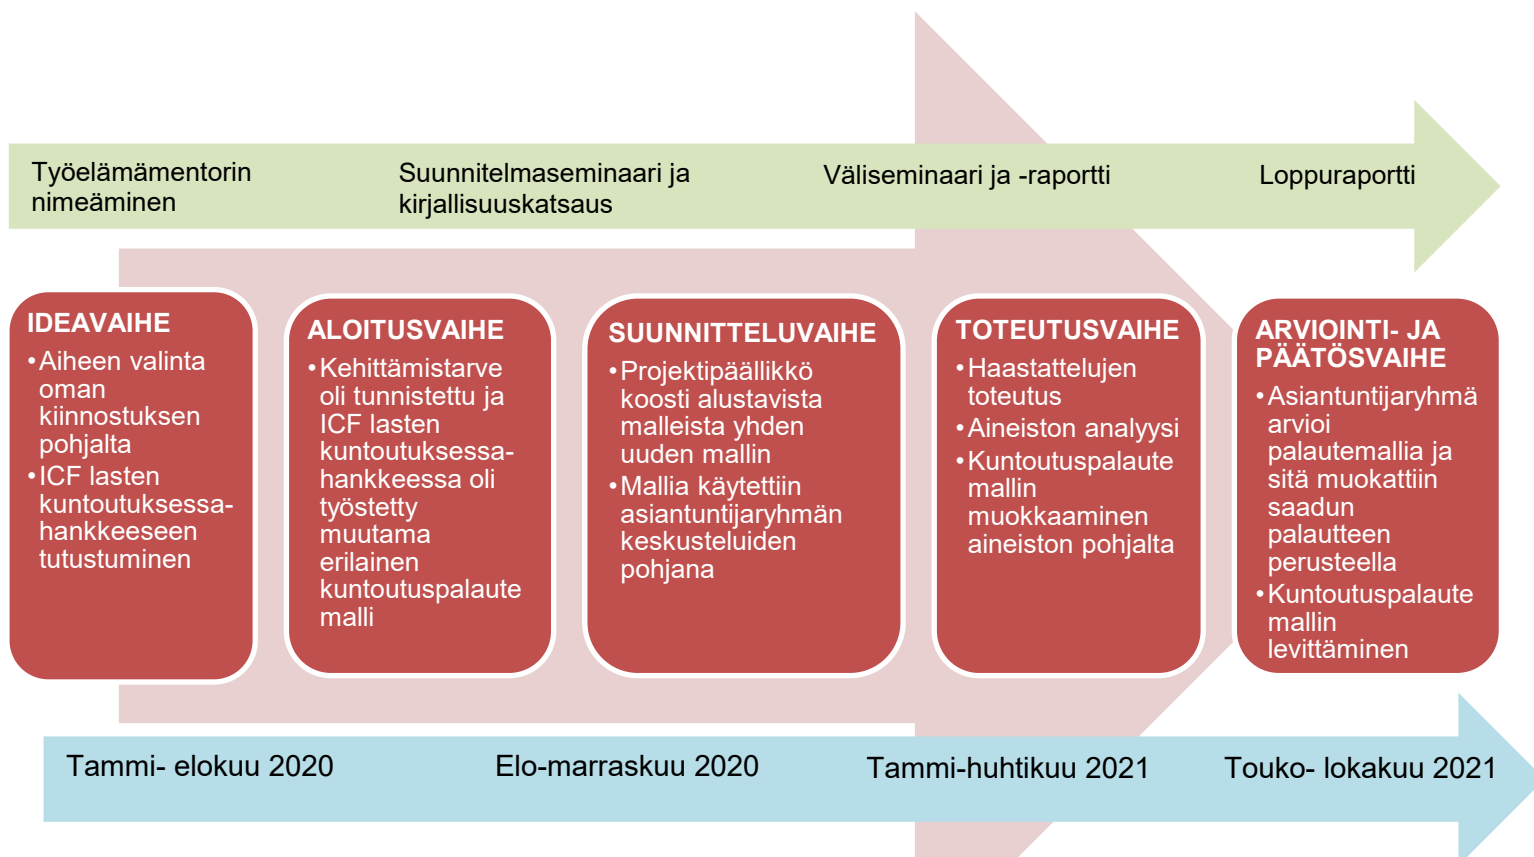 Työelämämentorin
nimeäminen
Suunnitelmaseminaari ja
kirjallisuuskatsaus
Väliseminaari ja -raportti
Loppuraportti
IDEAVAIHE
•Aiheen valinta
oman
kiinnostuksen
pohjalta
•ICF lasten
kuntoutuksessa-
hankkeeseen
tutustuminen
ALOITUSVAIHE
•Kehittämistarve
oli tunnistettu ja
ICF lasten
kuntoutuksessa-
hankkeessa oli
työstetty
muutama
erilainen
kuntoutuspalaute
malli
SUUNNITTELUVAIHE
•Projektipäällikkö
koosti alustavista
malleista yhden
uuden mallin
•Mallia käytettiin
asiantuntijaryhmän
keskusteluiden
pohjana
TOTEUTUSVAIHE
•Haastattelujen
toteutus
•Aineiston analyysi
•Kuntoutuspalaute
mallin
muokkaaminen
aineiston pohjalta
ARVIOINTI- JA
PÄÄTÖSVAIHE
•Asiantuntijaryhmä
arvioi
palautemallia ja
sitä muokattiin
saadun
palautteen
perusteella
•Kuntoutuspalaute
mallin
levittäminen
Tammi- elokuu 2020
Elo-marraskuu 2020
Tammi-huhtikuu 2021
Touko- lokakuu 2021